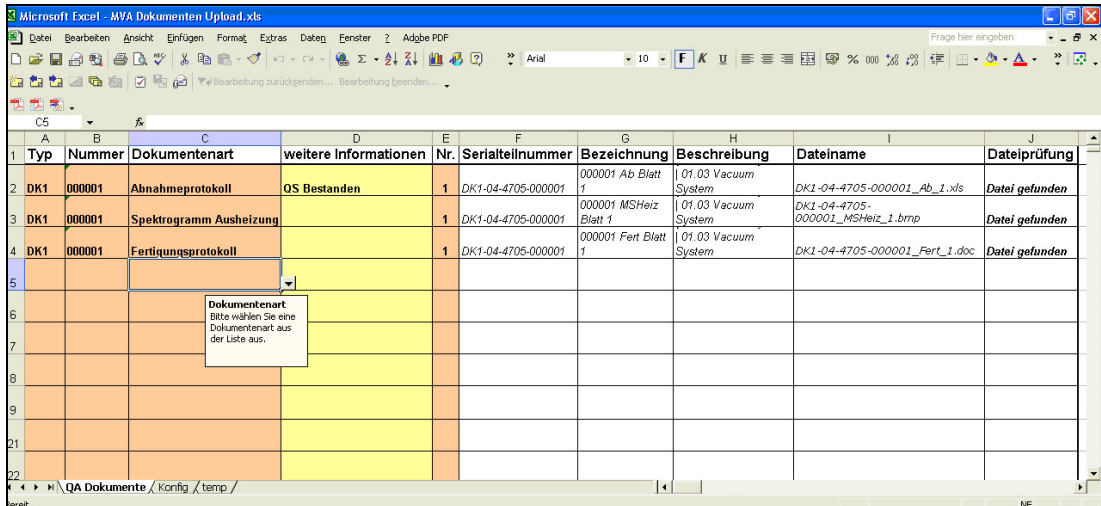 Microsoft Excel - MVA Dokumenten Upload.xls
Datei Bearbeiten Ansicht Einfügen Format Extras Daten Fenster ? Adobe PDF Frage hier eingeben
Arial 10 F K U
Bearbeitung zurücksenden... Bearbeitung beenden...
C5 fx
A B C D E F G H I J
1 Typ Nummer Dokumentenart weitere Informationen Nr. Serialteilnummer Bezeichnung Beschreibung Dateiname Dateiprüfung
000001 Ab Blatt | 01.03 Vacuum
2 DK1 000001 Abnahmeprotokoll QS Bestanden 1 DK1-04-4705-000001 1 System DK1-04-4705-000001_Ab_1.xls Datei gefunden
000001 MSHeiz | 01.03 Vacuum DK1-04-4705-
3 DK1 000001 Spektrogramm Ausheizung 1 DK1-04-4705-000001 Blatt 1 System 000001_MSHeiz_1.bmp Datei gefunden
000001 Fert Blatt | 01.03 Vacuum
4 DK1 000001 Fertigungsprotokoll 1 DK1-04-4705-000001 1 System DK1-04-4705-000001_Fert_1.doc Datei gefunden
5
Dokumentenart
6 Bitte wählen Sie eine
Dokumentenart aus
der Liste aus.
7
8
9
21
22
QA Dokumente Konfig temp
Bereit NF